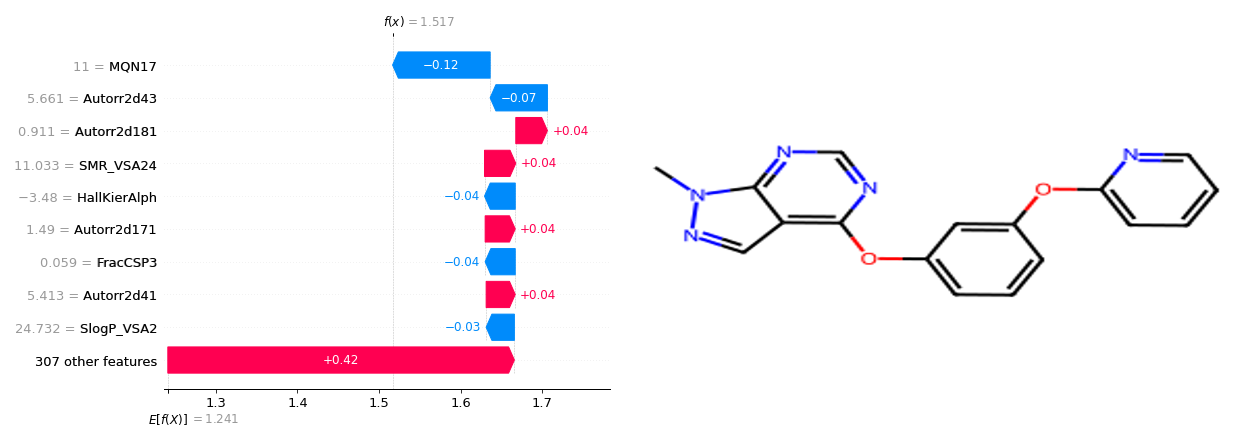 f(x) = 1.517
11 = MQN17
−0.12
5.661 = Autorr2d43
−0.07
0.911 = Autorr2d181
+0.04
11.033 = SMR_VSA24
+0.04
−3.48 = HallKierAlph
−0.04
1.49 = Autorr2d171
+0.04
0.059 = FracCSP3
−0.04
5.413 = Autorr2d41
+0.04
24.732 = SlogP_VSA2
−0.03
307 other features
+0.42
1.3 1.4 1.5 1.6 1.7
E[f(X)] = 1.241
N
N
O
N
N
N
O